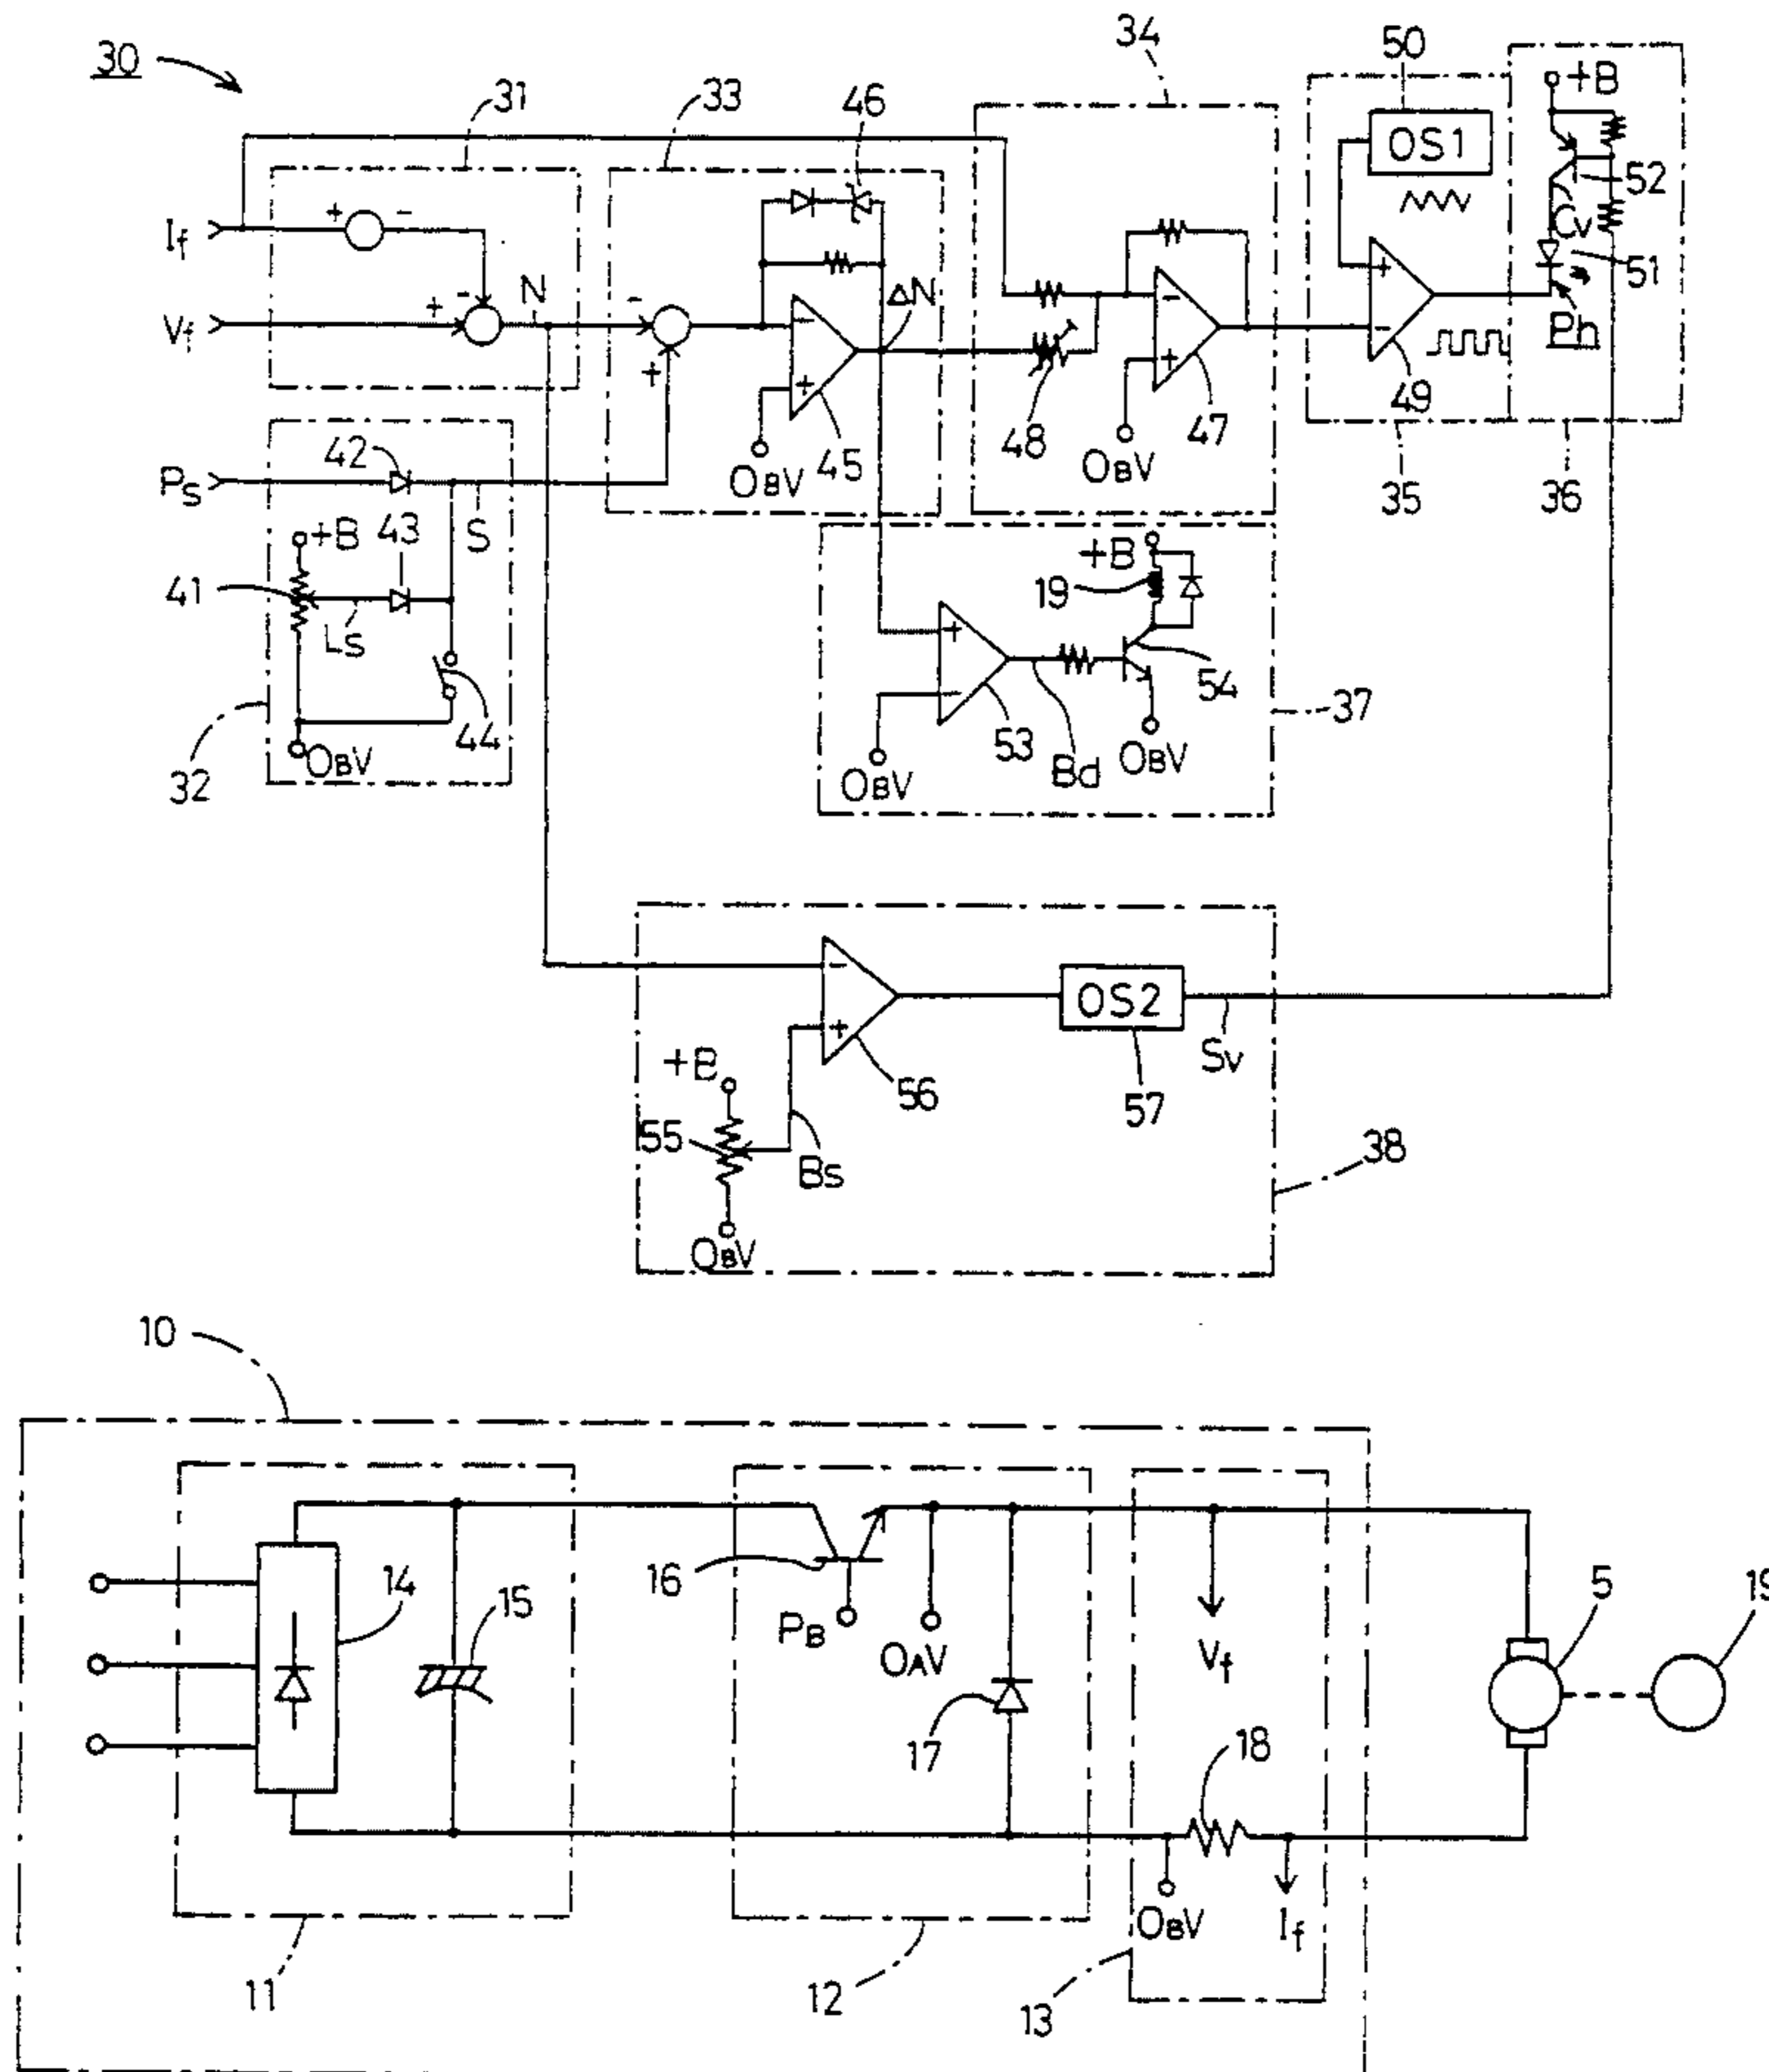 30
31
33
46
34
50
+B
OS1
52
Cv
51
Ph
If
+
-
Vf
+
-
N
-
+
-
+
ΔN
45
OBV
-
+
48
47
OBV
+
-
49
35
36
Ps
42
S
+B
43
41
Ls
44
32
OBV
+B
19
+
-
53
Bd
54
OBV
OBV
37
-
+
56
OS2
57
Sv
+B
55
Bs
OBV
38
10
14
15
16
PB
OAV
17
Vf
18
5
19
OBV
If
11
12
13